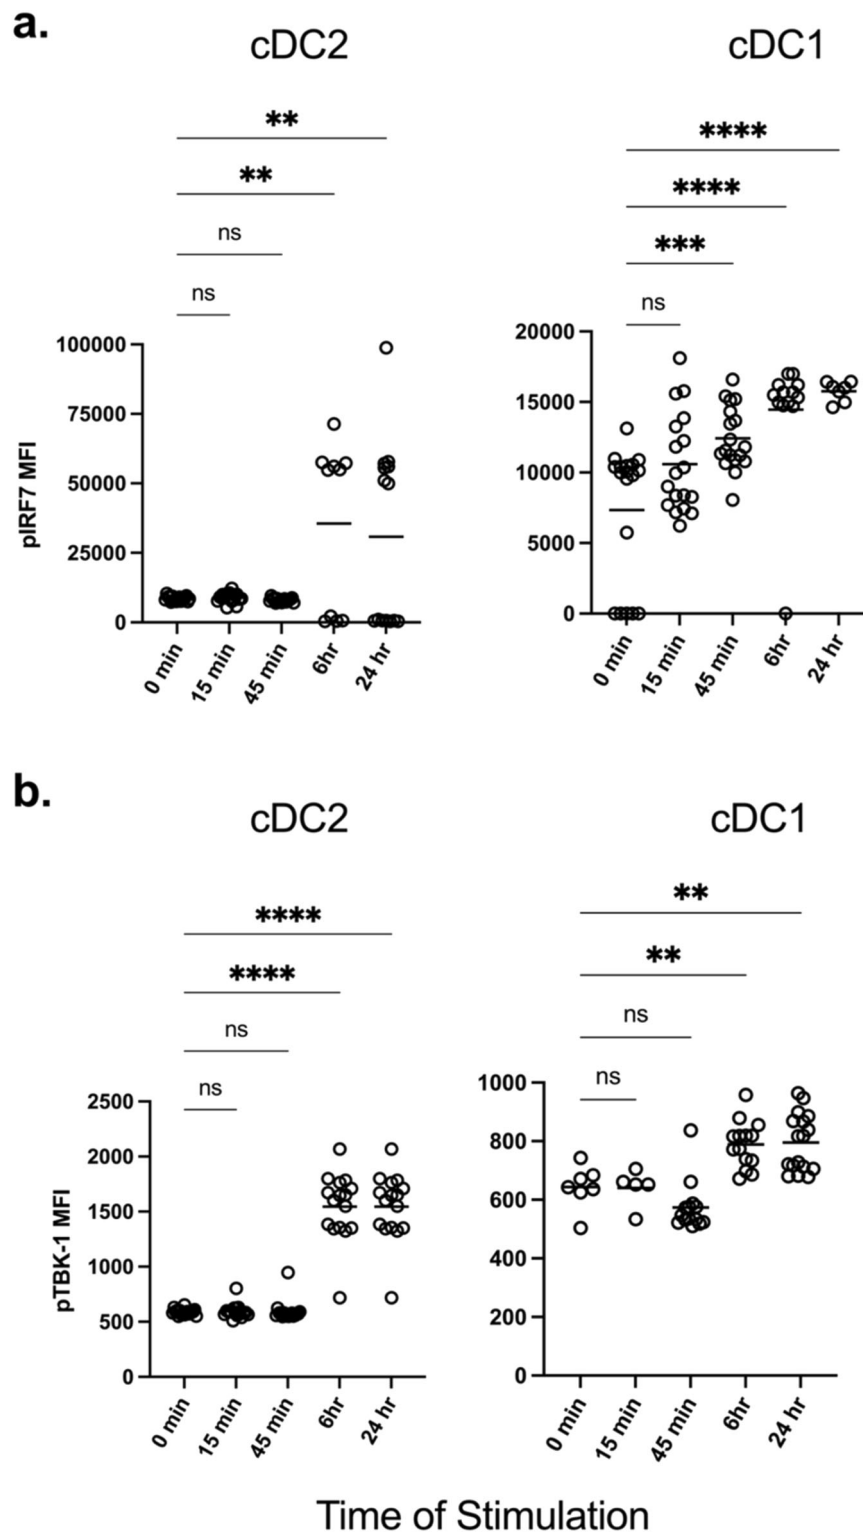 a.
cDC2
cDC1
**
**
ns
ns
****
****
***
ns
pIRF7 MFI
100000
75000
50000
25000
0
0 min
15 min
45 min
6hr
24 hr
20000
15000
10000
5000
0
0 min
15 min
45 min
6hr
24 hr
b.
cDC2
cDC1
****
****
ns
ns
**
**
ns
ns
pTBK-1 MFI
2500
2000
1500
1000
500
0
0 min
15 min
45 min
6hr
24 hr
1000
800
600
400
200
0
0 min
15 min
45 min
6hr
24 hr
Time of Stimulation